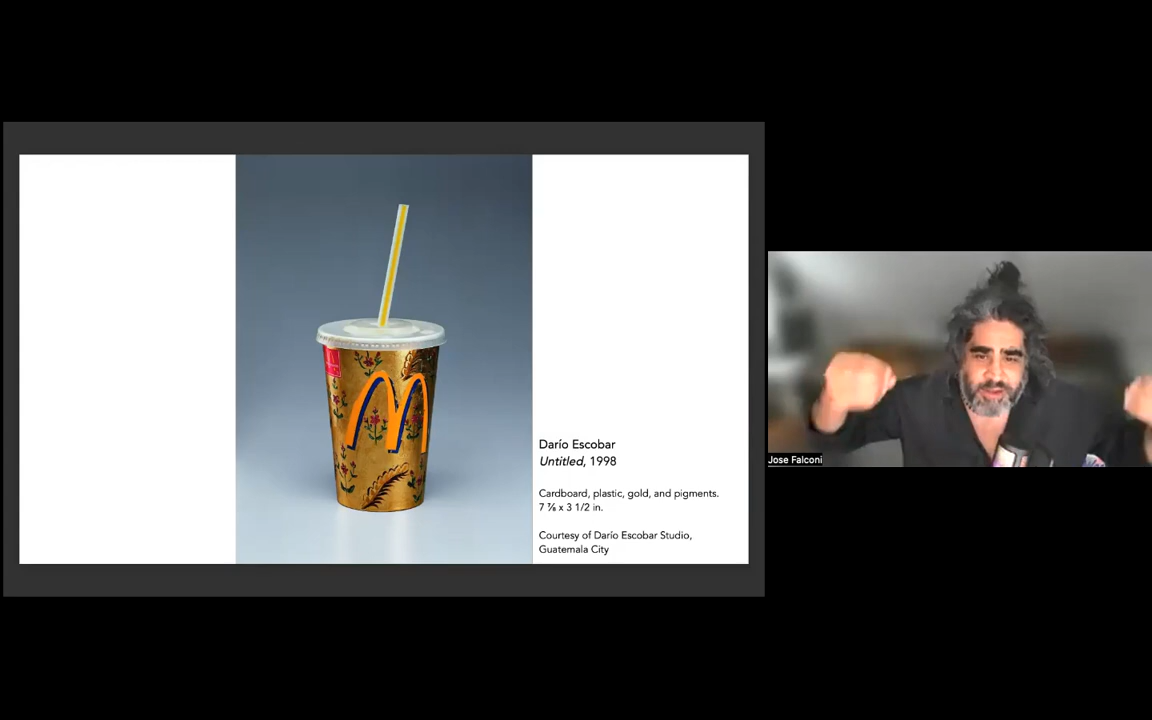 M
Darío Escobar
Untitled, 1998
Cardboard, plastic, gold, and pigments.
7 ⅞ x 3 1/2 in.
Courtesy of Darío Escobar Studio,
Guatemala City
Jose Falconi